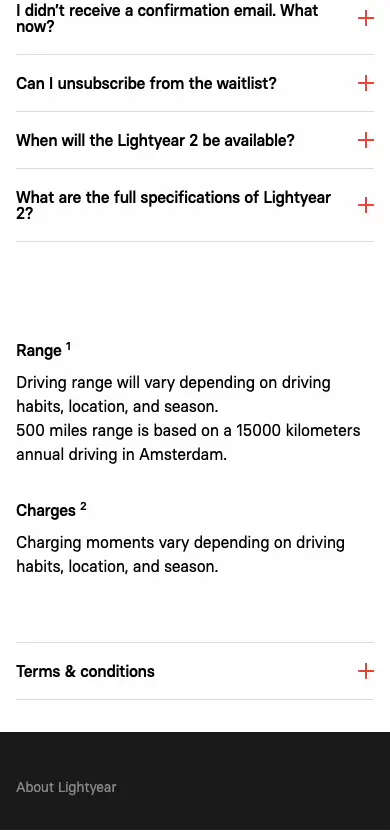 I didn't receive a confirmation email. What
now?
Can I unsubscribe from the waitlist?
When will the Lightyear 2 be available?
What are the full specifications of Lightyear
2?
Range 1
Driving range will vary depending on driving
habits, location, and season.
500 miles range is based on a 15000 kilometers
annual driving in Amsterdam.
Charges 2
Charging moments vary depending on driving
habits, location, and season.
Terms & conditions
About Lightyear